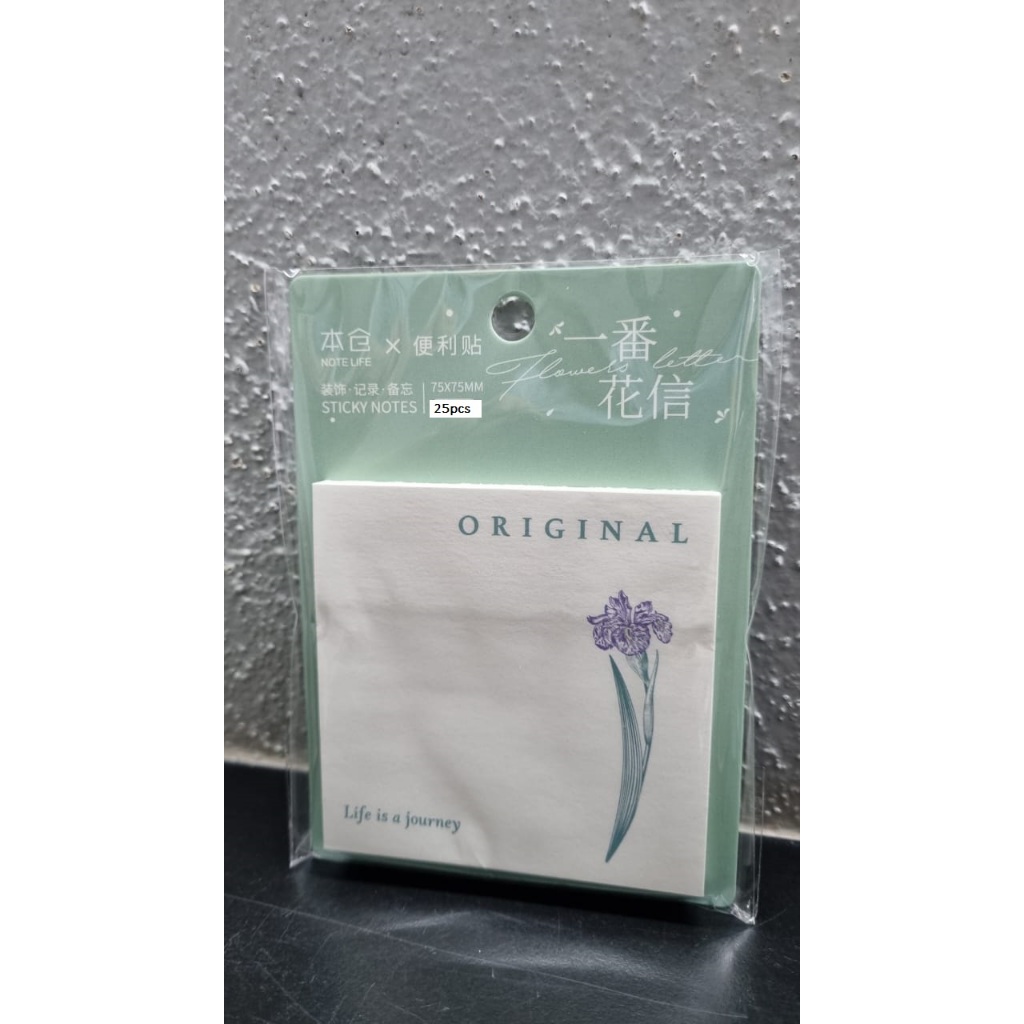 本仓
NOTE LIFE
× 便利贴
装饰·记录·备忘
STICKY NOTES
75X75MM
25pcs
一番
花信
Flowers letter
ORIGINAL
Life is a journey